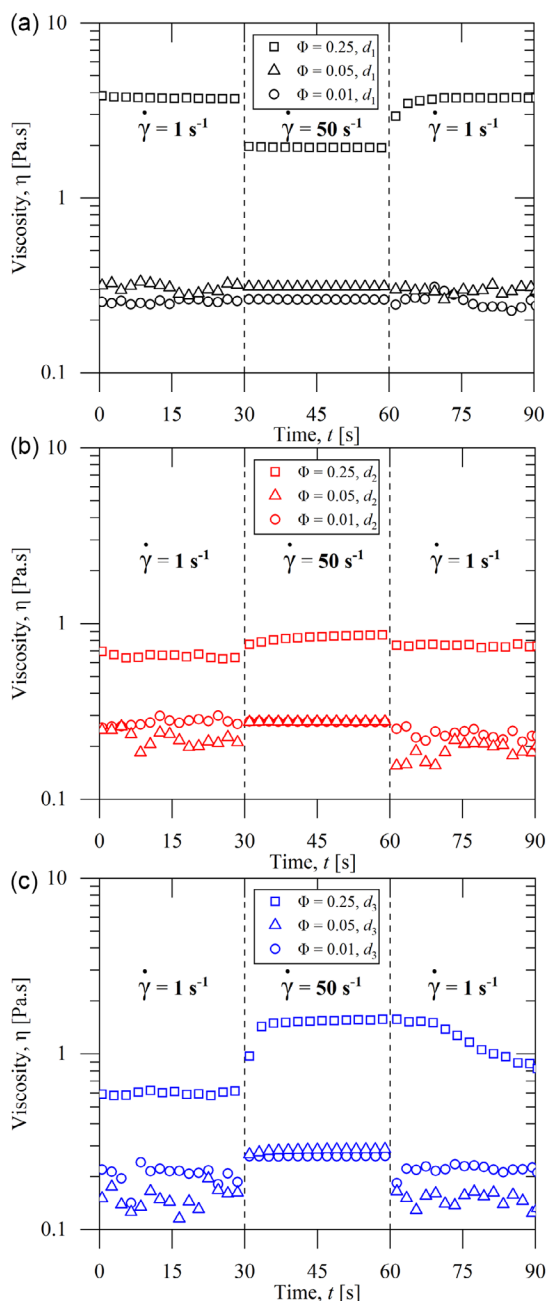 (a)
10
1
0.1
Viscosity, η [Pa.s]
□ Φ = 0.25, d₁
△ Φ = 0.05, d₁
○ Φ = 0.01, d₁
γ̇ = 1 s⁻¹ γ̇ = 50 s⁻¹ γ̇ = 1 s⁻¹
0 15 30 45 60 75 90
Time, t [s]
(b)
10
1
0.1
Viscosity, η [Pa.s]
□ Φ = 0.25, d₂
△ Φ = 0.05, d₂
○ Φ = 0.01, d₂
γ̇ = 1 s⁻¹ γ̇ = 50 s⁻¹ γ̇ = 1 s⁻¹
0 15 30 45 60 75 90
Time, t [s]
(c)
10
1
0.1
Viscosity, η [Pa.s]
□ Φ = 0.25, d₃
△ Φ = 0.05, d₃
○ Φ = 0.01, d₃
γ̇ = 1 s⁻¹ γ̇ = 50 s⁻¹ γ̇ = 1 s⁻¹
0 15 30 45 60 75 90
Time, t [s]